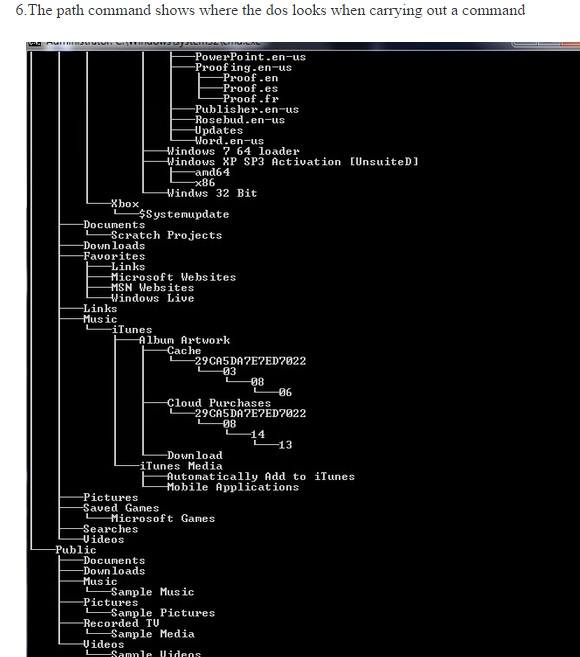 6.The path command shows where the dos looks when carrying out a command
Administrator: C:\Windows\system32\cmd.exe
PowerPoint.en-us
Proofing.en-us
Proof.en
Proof.es
Proof.fr
Publisher.en-us
Rosebud.en-us
Updates
Word.en-us
Windows 7 64 loader
Windows XP SP3 Activation [UnsuiteD]
amd64
x86
Windws 32 Bit
Xbox
$Systemupdate
Documents
Scratch Projects
Downloads
Favorites
Links
Microsoft Websites
MSN Websites
Windows Live
Links
Music
iTunes
Album Artwork
Cache
29CA5DA7E7ED7022
03
08
06
Cloud Purchases
29CA5DA7E7ED7022
08
14
13
Download
iTunes Media
Automatically Add to iTunes
Mobile Applications
Pictures
Saved Games
Microsoft Games
Searches
Videos
Public
Documents
Downloads
Music
Sample Music
Pictures
Sample Pictures
Recorded TV
Sample Media
Videos
Sample Videos